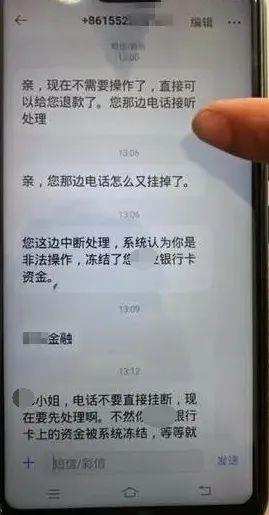 +8615522
编辑
短信/彩信
13:00
亲，现在不需要操作了，直接可
以给您退款了。您那边电话接听
处理
13:06
亲，您那边电话怎么又挂掉了。
13:06
您这边中断处理，系统认为你是
非法操作，冻结了您 银行卡
资金。
13:09
金融
13:12
小姐，电话不要直接挂断，现
在要先处理啊。不然 银行
卡上的资金被系统冻结，等等就
短信/彩信
发送